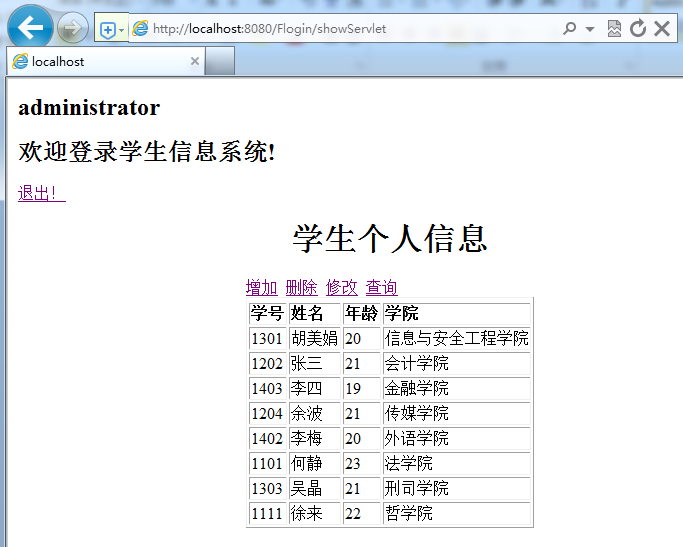 http://localhost:8080/Flogin/showServlet
localhost
administrator
欢迎登录学生信息系统!
退出!
学生个人信息
增加 删除 修改 查询
学号 姓名 年龄 学院
1301 胡美娟 20 信息与安全工程学院
1202 张三 21 会计学院
1403 李四 19 金融学院
1204 余波 21 传媒学院
1402 李梅 20 外语学院
1101 何静 23 法学院
1303 吴晶 21 刑司学院
1111 徐来 22 哲学院